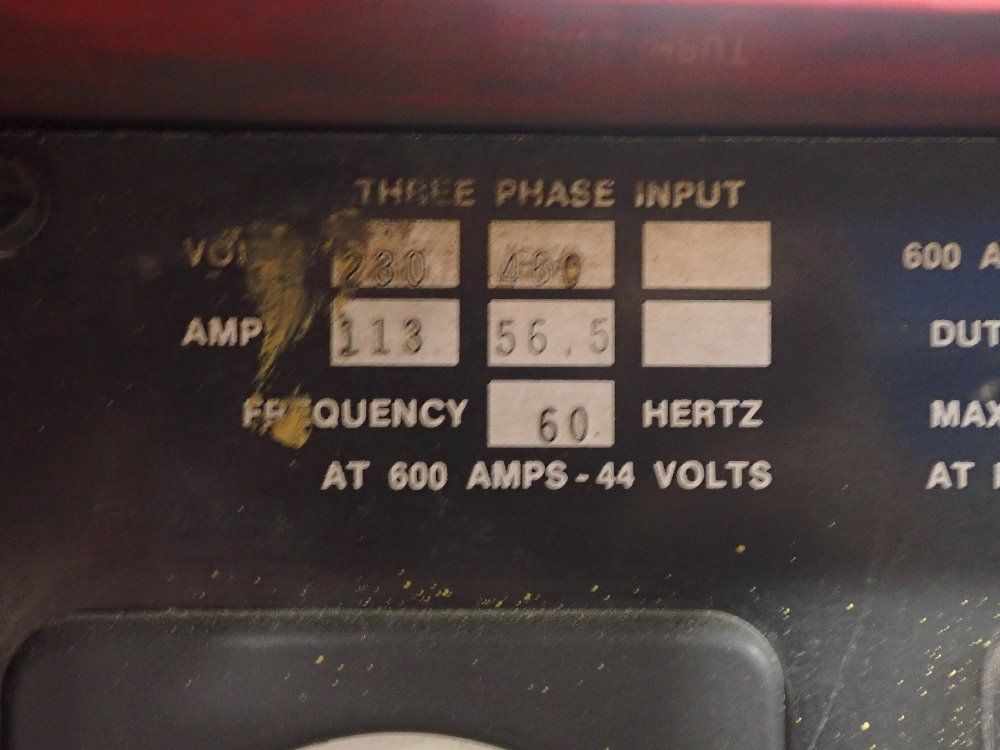 THREE PHASE INPUT
230 460
600 A
AMP 113 56.5
DUT
FREQUENCY 60 HERTZ
MAX
AT 600 AMPS-44 VOLTS
AT